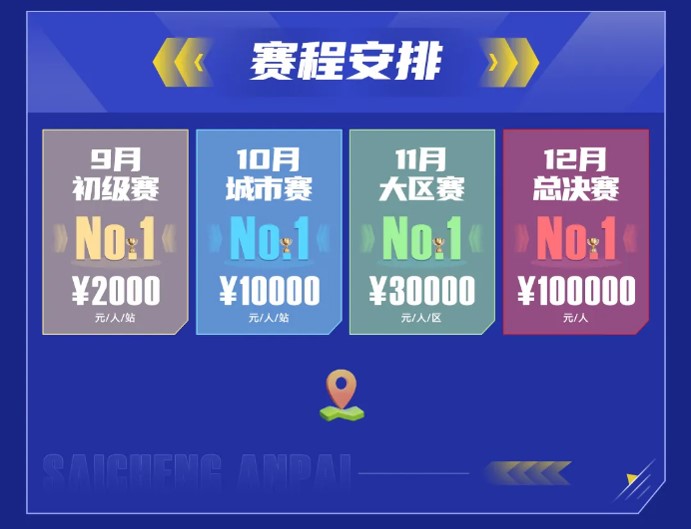 赛程安排
9月
初级赛
No.1
¥2000
元/人/站
10月
城市赛
No.1
¥10000
元/人/站
11月
大区赛
No.1
¥30000
元/人/区
12月
总决赛
No.1
¥100000
元/人
SAICHENG ANPAI